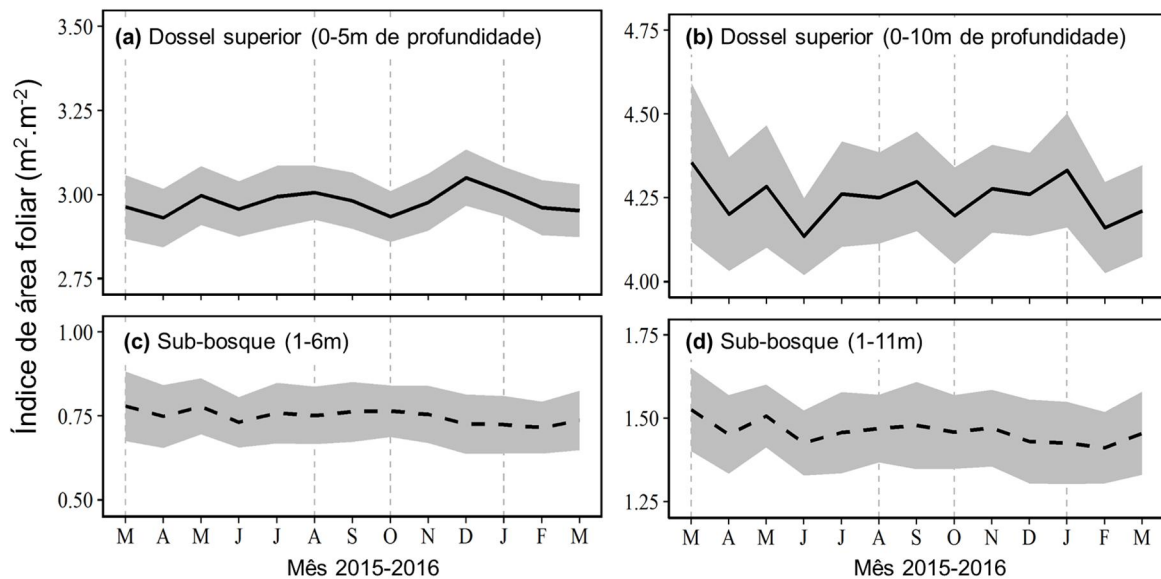 Índice de área foliar (m².m⁻²)
(a) Dossel superior (0-5m de profundidade)
3.50
3.25
3.00
2.75
(b) Dossel superior (0-10m de profundidade)
4.75
4.50
4.25
4.00
(c) Sub-bosque (1-6m)
1.00
0.75
0.50
M A M J J A S O N D J F M
Mês 2015-2016
(d) Sub-bosque (1-11m)
1.75
1.50
1.25
M A M J J A S O N D J F M
Mês 2015-2016